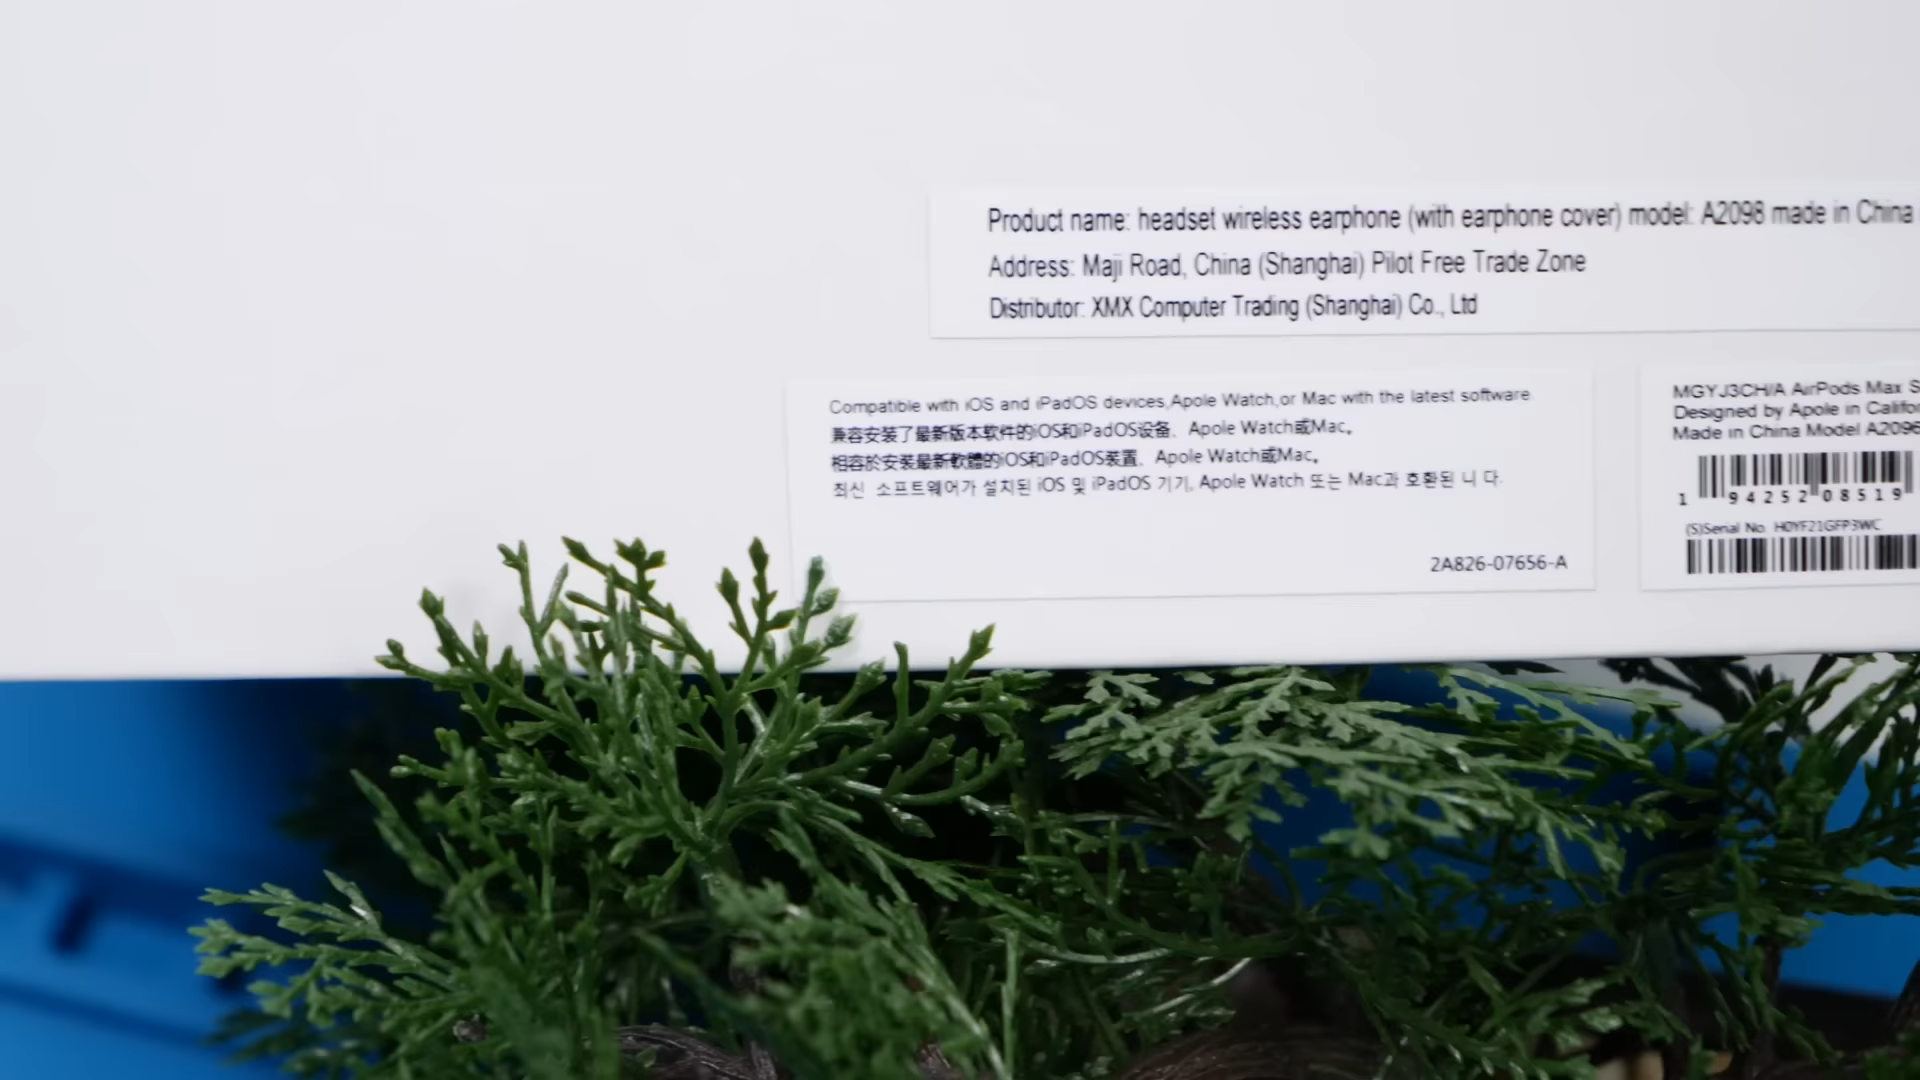 Product name: headset wireless earphone (with earphone cover) model: A2098 made in China
Address: Maji Road, China (Shanghai) Pilot Free Trade Zone
Distributor: XMX Computer Trading (Shanghai) Co., Ltd
Compatible with iOS and iPadOS devices,Apole Watch,or Mac with the latest software.
兼容安装了最新版本软件的iOS和iPadOS设备、Apole Watch或Mac。
相容於安裝最新軟體的iOS和iPadOS裝置、Apole Watch或Mac。
최신 소프트웨어가 설치된 iOS 및 iPadOS 기기, Apole Watch 또는 Mac과 호환된 니 다.
2A826-07656-A
MGYJ3CH/A AirPods Max S
Designed by Apole in Califor
Made in China Model A2096
1 94252 08519
(S)Serial No. H0YF21GFP3WC